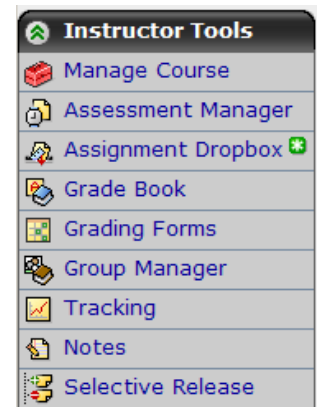 Instructor Tools
Manage Course
Assessment Manager
Assignment Dropbox
Grade Book
Grading Forms
Group Manager
Tracking
Notes
Selective Release